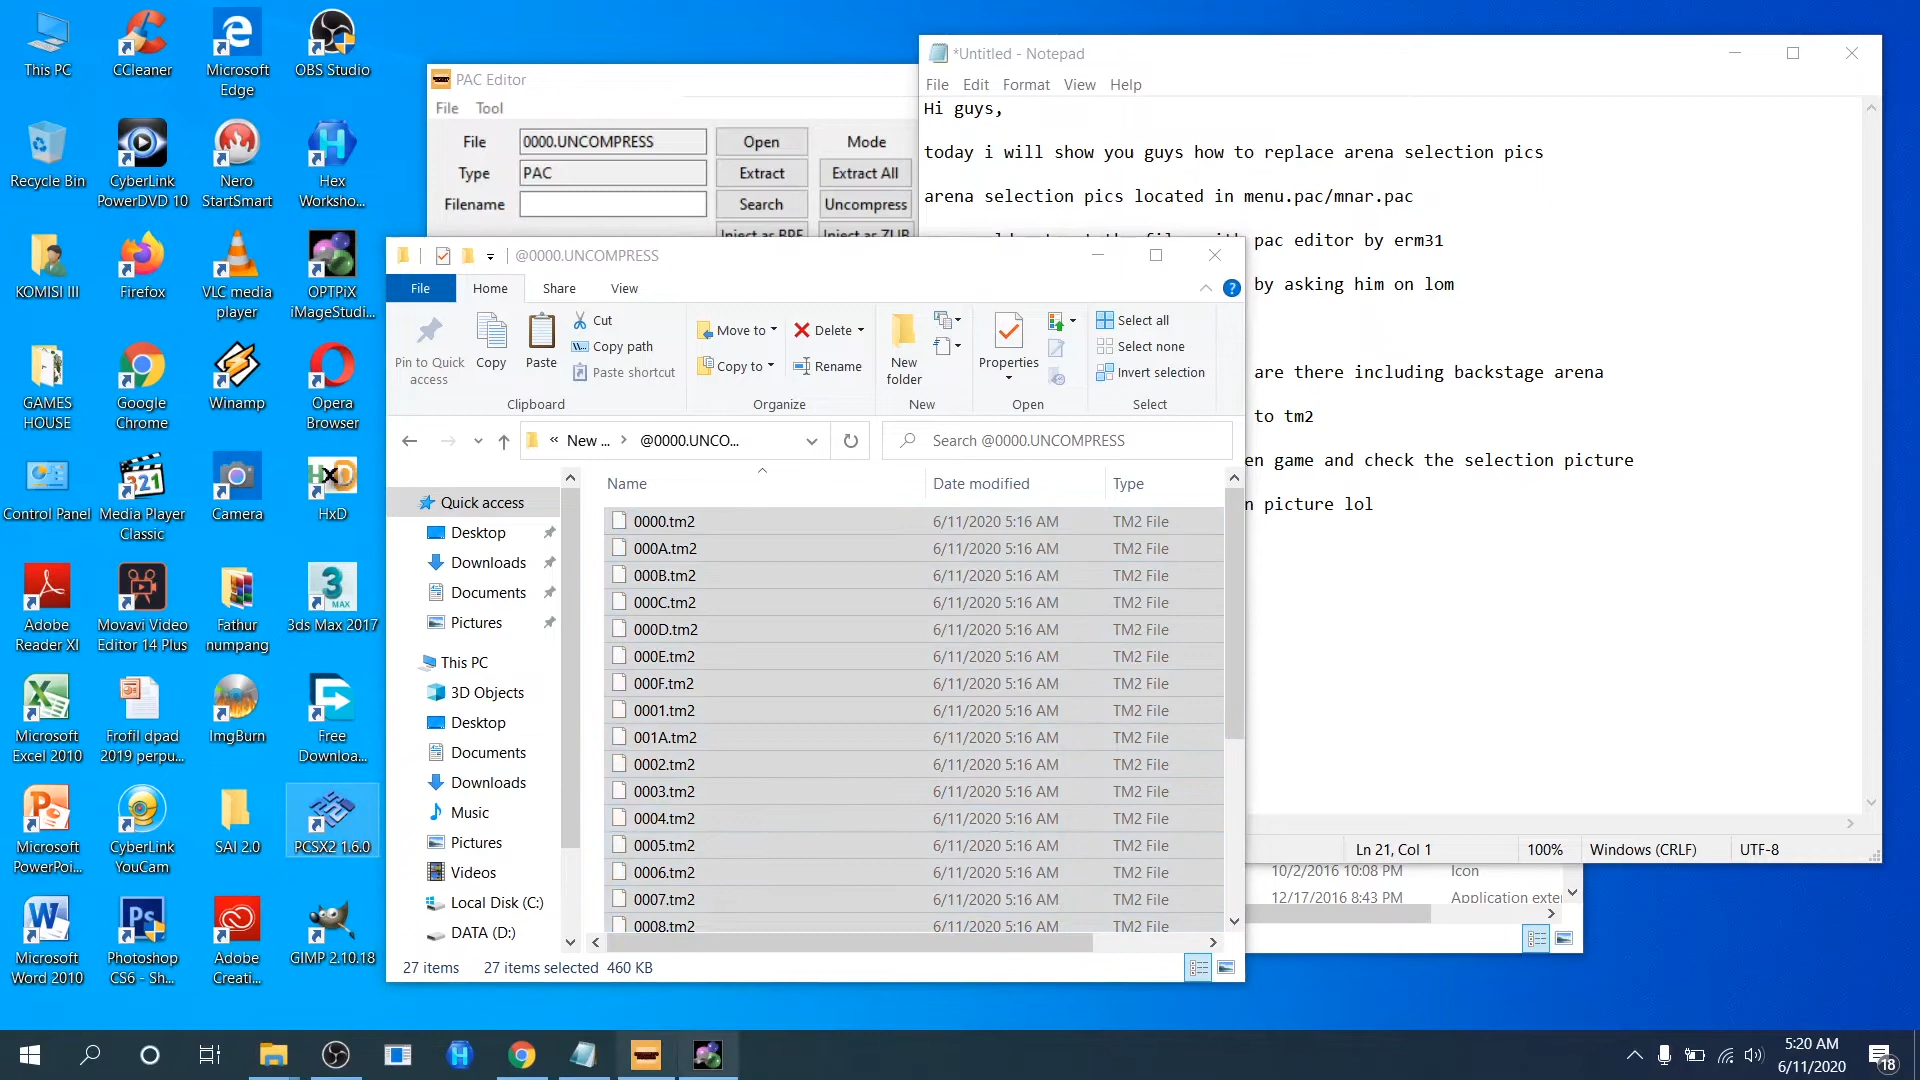 This PC
CCleaner
Microsoft
Edge
OBS Studio
Recycle Bin
CyberLink
PowerDVD 10
Nero
StartSmart
Hex
Worksho...
KOMISI III
Firefox
VLC media
player
OPTPiX
iMageStudi...
GAMES
HOUSE
Google
Chrome
Winamp
Opera
Browser
Control Panel
Media Player
Classic
Camera
HxD
Adobe
Reader XI
Movavi Video
Editor 14 Plus
Fathur
numpang
3ds Max 2017
Microsoft
Excel 2010
Frofil dpad
2019 perpu...
ImgBurn
Free
Downloa...
Microsoft
PowerPoi...
CyberLink
YouCam
SAI 2.0
PCSX2 1.6.0
Microsoft
Word 2010
Photoshop
CS6 - Sh...
Adobe
Creati...
GIMP 2.10.18
PAC Editor
File Tool
File 0000.UNCOMPRESS Open Mode
Type PAC Extract Extract All
Filename Search Uncompress
Inject as BPE Inject as ZLIB
*Untitled - Notepad
File Edit Format View Help
Hi guys,
today i will show you guys how to replace arena selection pics
arena selection pics located in menu.pac/mnar.pac
pac editor by erm31
by asking him on lom
are there including backstage arena
to tm2
en game and check the selection picture
n picture lol
Ln 21, Col 1 100% Windows (CRLF) UTF-8
@0000.UNCOMPRESS
File Home Share View
Pin to Quick
access
Copy
Paste
Cut
Copy path
Paste shortcut
Clipboard
Move to
Copy to
Delete
Rename
Organize
New
folder
New
Properties
Open
Select all
Select none
Invert selection
Select
« New ... @0000.UNCO...
Search @0000.UNCOMPRESS
Quick access
Desktop
Downloads
Documents
Pictures
This PC
3D Objects
Desktop
Documents
Downloads
Music
Pictures
Videos
Local Disk (C:)
DATA (D:)
Name Date modified Type
0000.tm2 6/11/2020 5:16 AM TM2 File
000A.tm2 6/11/2020 5:16 AM TM2 File
000B.tm2 6/11/2020 5:16 AM TM2 File
000C.tm2 6/11/2020 5:16 AM TM2 File
000D.tm2 6/11/2020 5:16 AM TM2 File
000E.tm2 6/11/2020 5:16 AM TM2 File
000F.tm2 6/11/2020 5:16 AM TM2 File
0001.tm2 6/11/2020 5:16 AM TM2 File
001A.tm2 6/11/2020 5:16 AM TM2 File
0002.tm2 6/11/2020 5:16 AM TM2 File
0003.tm2 6/11/2020 5:16 AM TM2 File
0004.tm2 6/11/2020 5:16 AM TM2 File
0005.tm2 6/11/2020 5:16 AM TM2 File
0006.tm2 6/11/2020 5:16 AM TM2 File
0007.tm2 6/11/2020 5:16 AM TM2 File
0008.tm2 6/11/2020 5:16 AM TM2 File
27 items 27 items selected 460 KB
10/2/2016 10:08 PM Icon
12/17/2016 8:43 PM Application exte
5:20 AM
6/11/2020
18